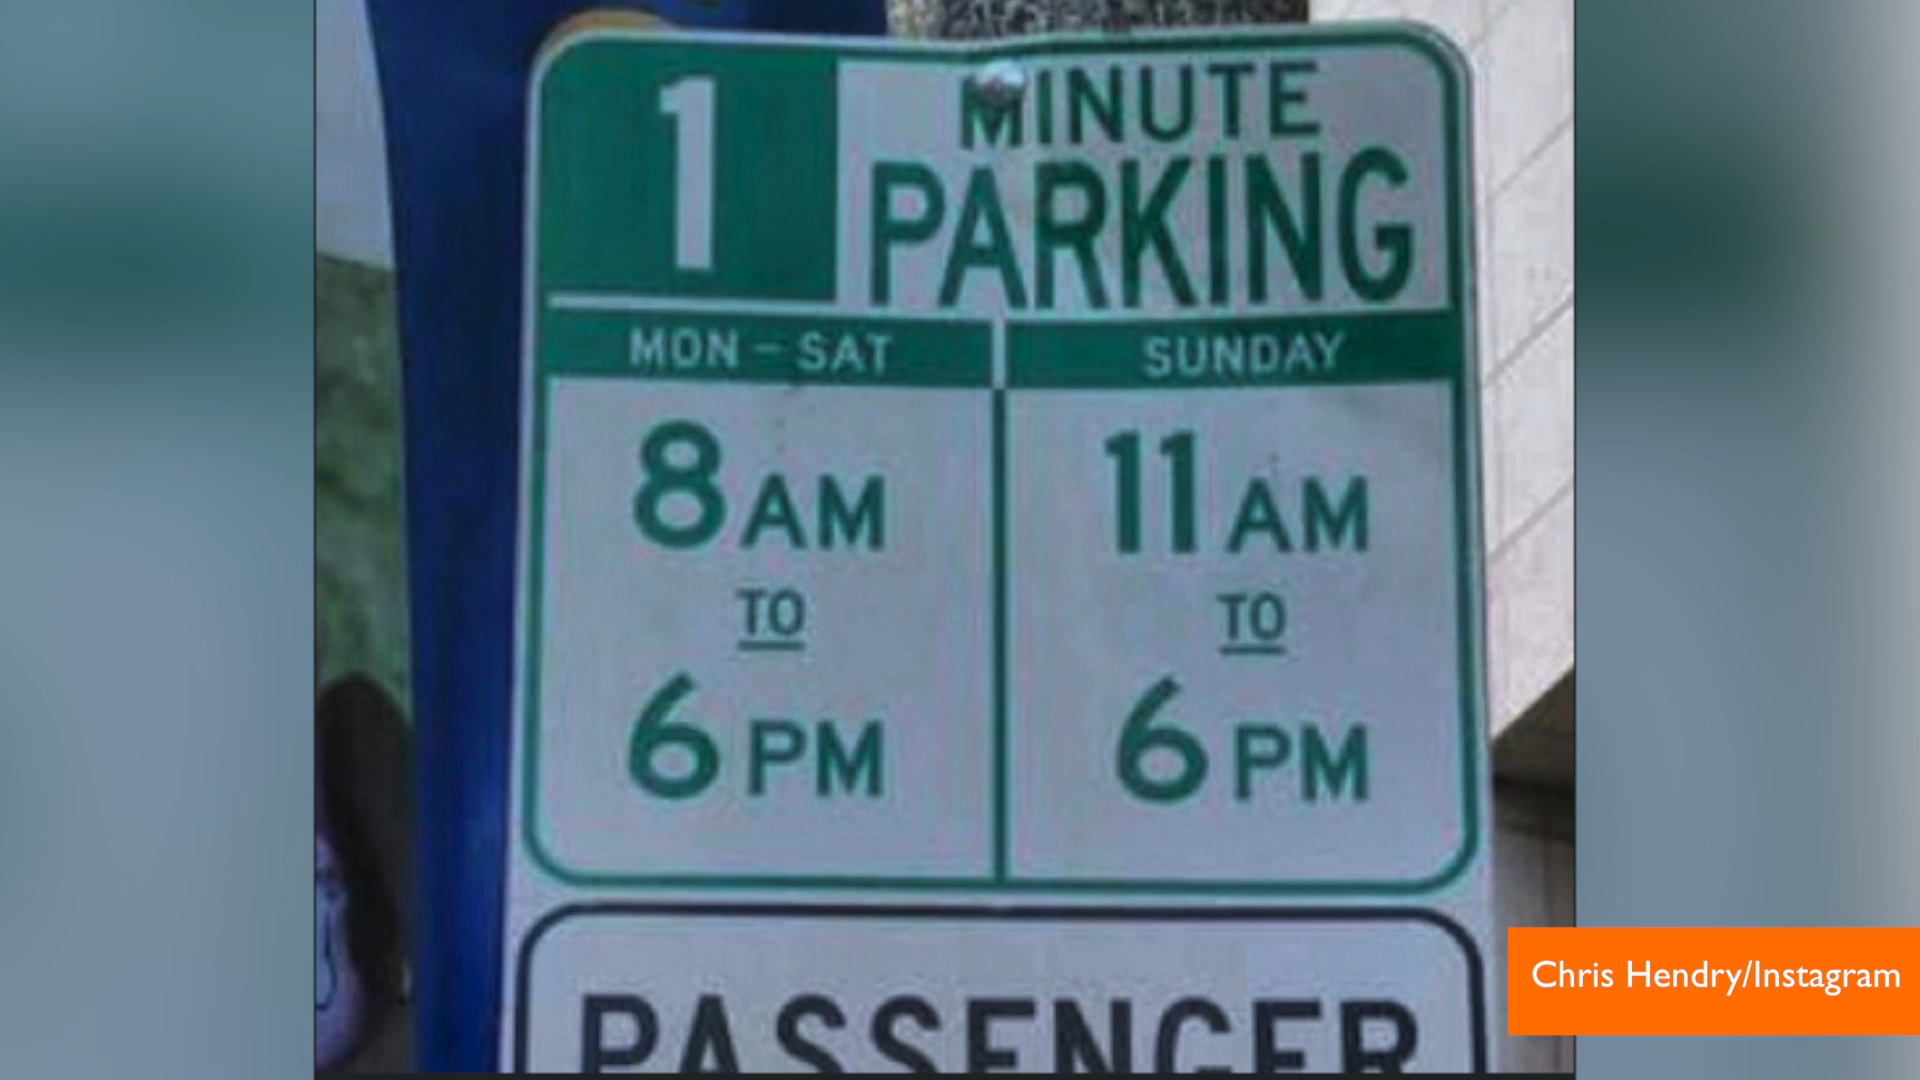 1 MINUTE
PARKING
MON - SAT
8 AM
TO
6 PM
SUNDAY
11 AM
TO
6 PM
PASSENGER
Chris Hendry/Instagram